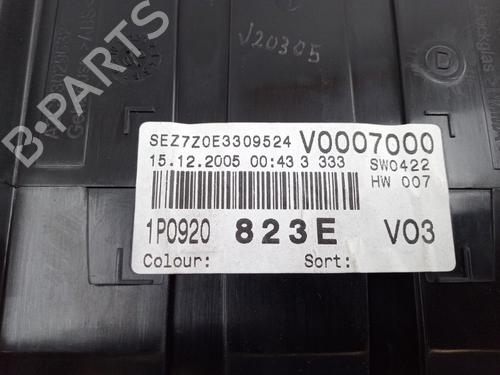 J20305
B-PARTS
SEZ7Z0E3309524 V0007000
15.12.2005 00:43 3 333 SW0422
HW 007
1P0920 823E V03
Colour: Sort:
D